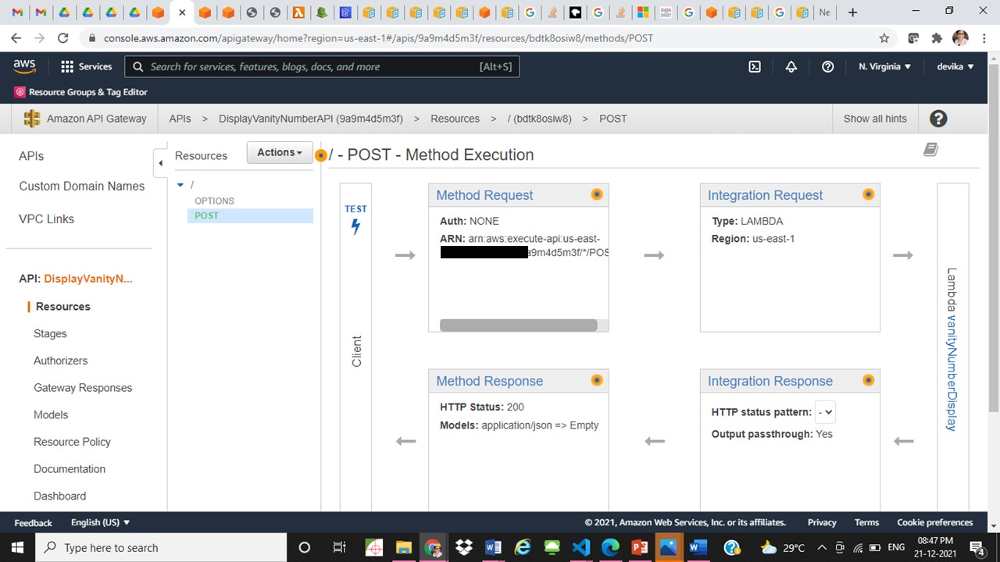 Ne
console.aws.amazon.com/apigateway/home?region=us-east-1#/apis/9a9m4d5m3f/resources/bdtk8osiw8/methods/POST
aws
Services
Search for services, features, blogs, docs, and more
[Alt+S]
N. Virginia
devika
Resource Groups & Tag Editor
Amazon API Gateway
APIs > DisplayVanityNumberAPI (9a9m4d5m3f) > Resources > / (bdtk8osiw8) > POST
Show all hints
APIs
Custom Domain Names
VPC Links
API: DisplayVanityN...
Resources
Stages
Authorizers
Gateway Responses
Models
Resource Policy
Documentation
Dashboard
Resources
Actions
/
OPTIONS
POST
/ - POST - Method Execution
TEST
Client
Method Request
Auth: NONE
ARN: arn:aws:execute-api:us-east-
a9m4d5m3f/*/POS
Integration Request
Type: LAMBDA
Region: us-east-1
Lambda vanityNumberDisplay
Method Response
HTTP Status: 200
Models: application/json => Empty
Integration Response
HTTP status pattern: -
Output passthrough: Yes
Feedback
English (US)
© 2021, Amazon Web Services, Inc. or its affiliates.
Privacy
Terms
Cookie preferences
Type here to search
29°C
ENG
08:47 PM
21-12-2021
4